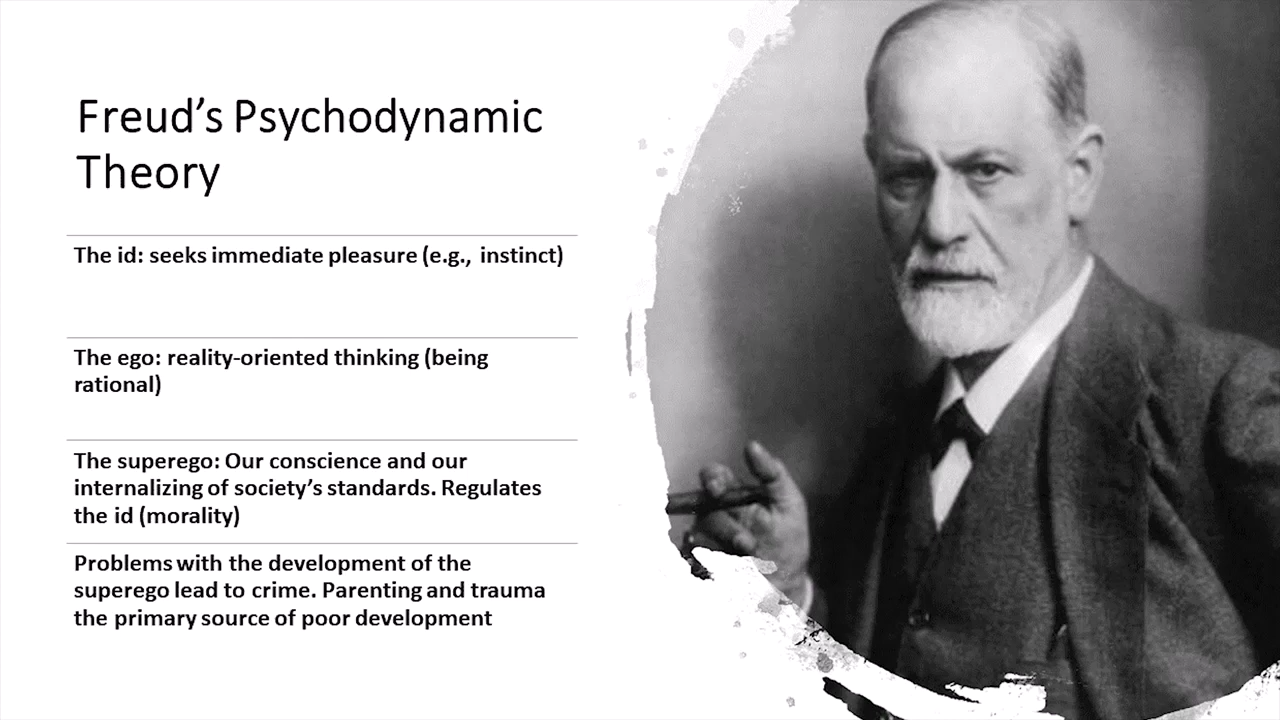 Freud’s Psychodynamic
Theory
The id: seeks immediate pleasure (e.g., instinct)
The ego: reality-oriented thinking (being
rational)
The superego: Our conscience and our
internalizing of society’s standards. Regulates
the id (morality)
Problems with the development of the
superego lead to crime. Parenting and trauma
the primary source of poor development